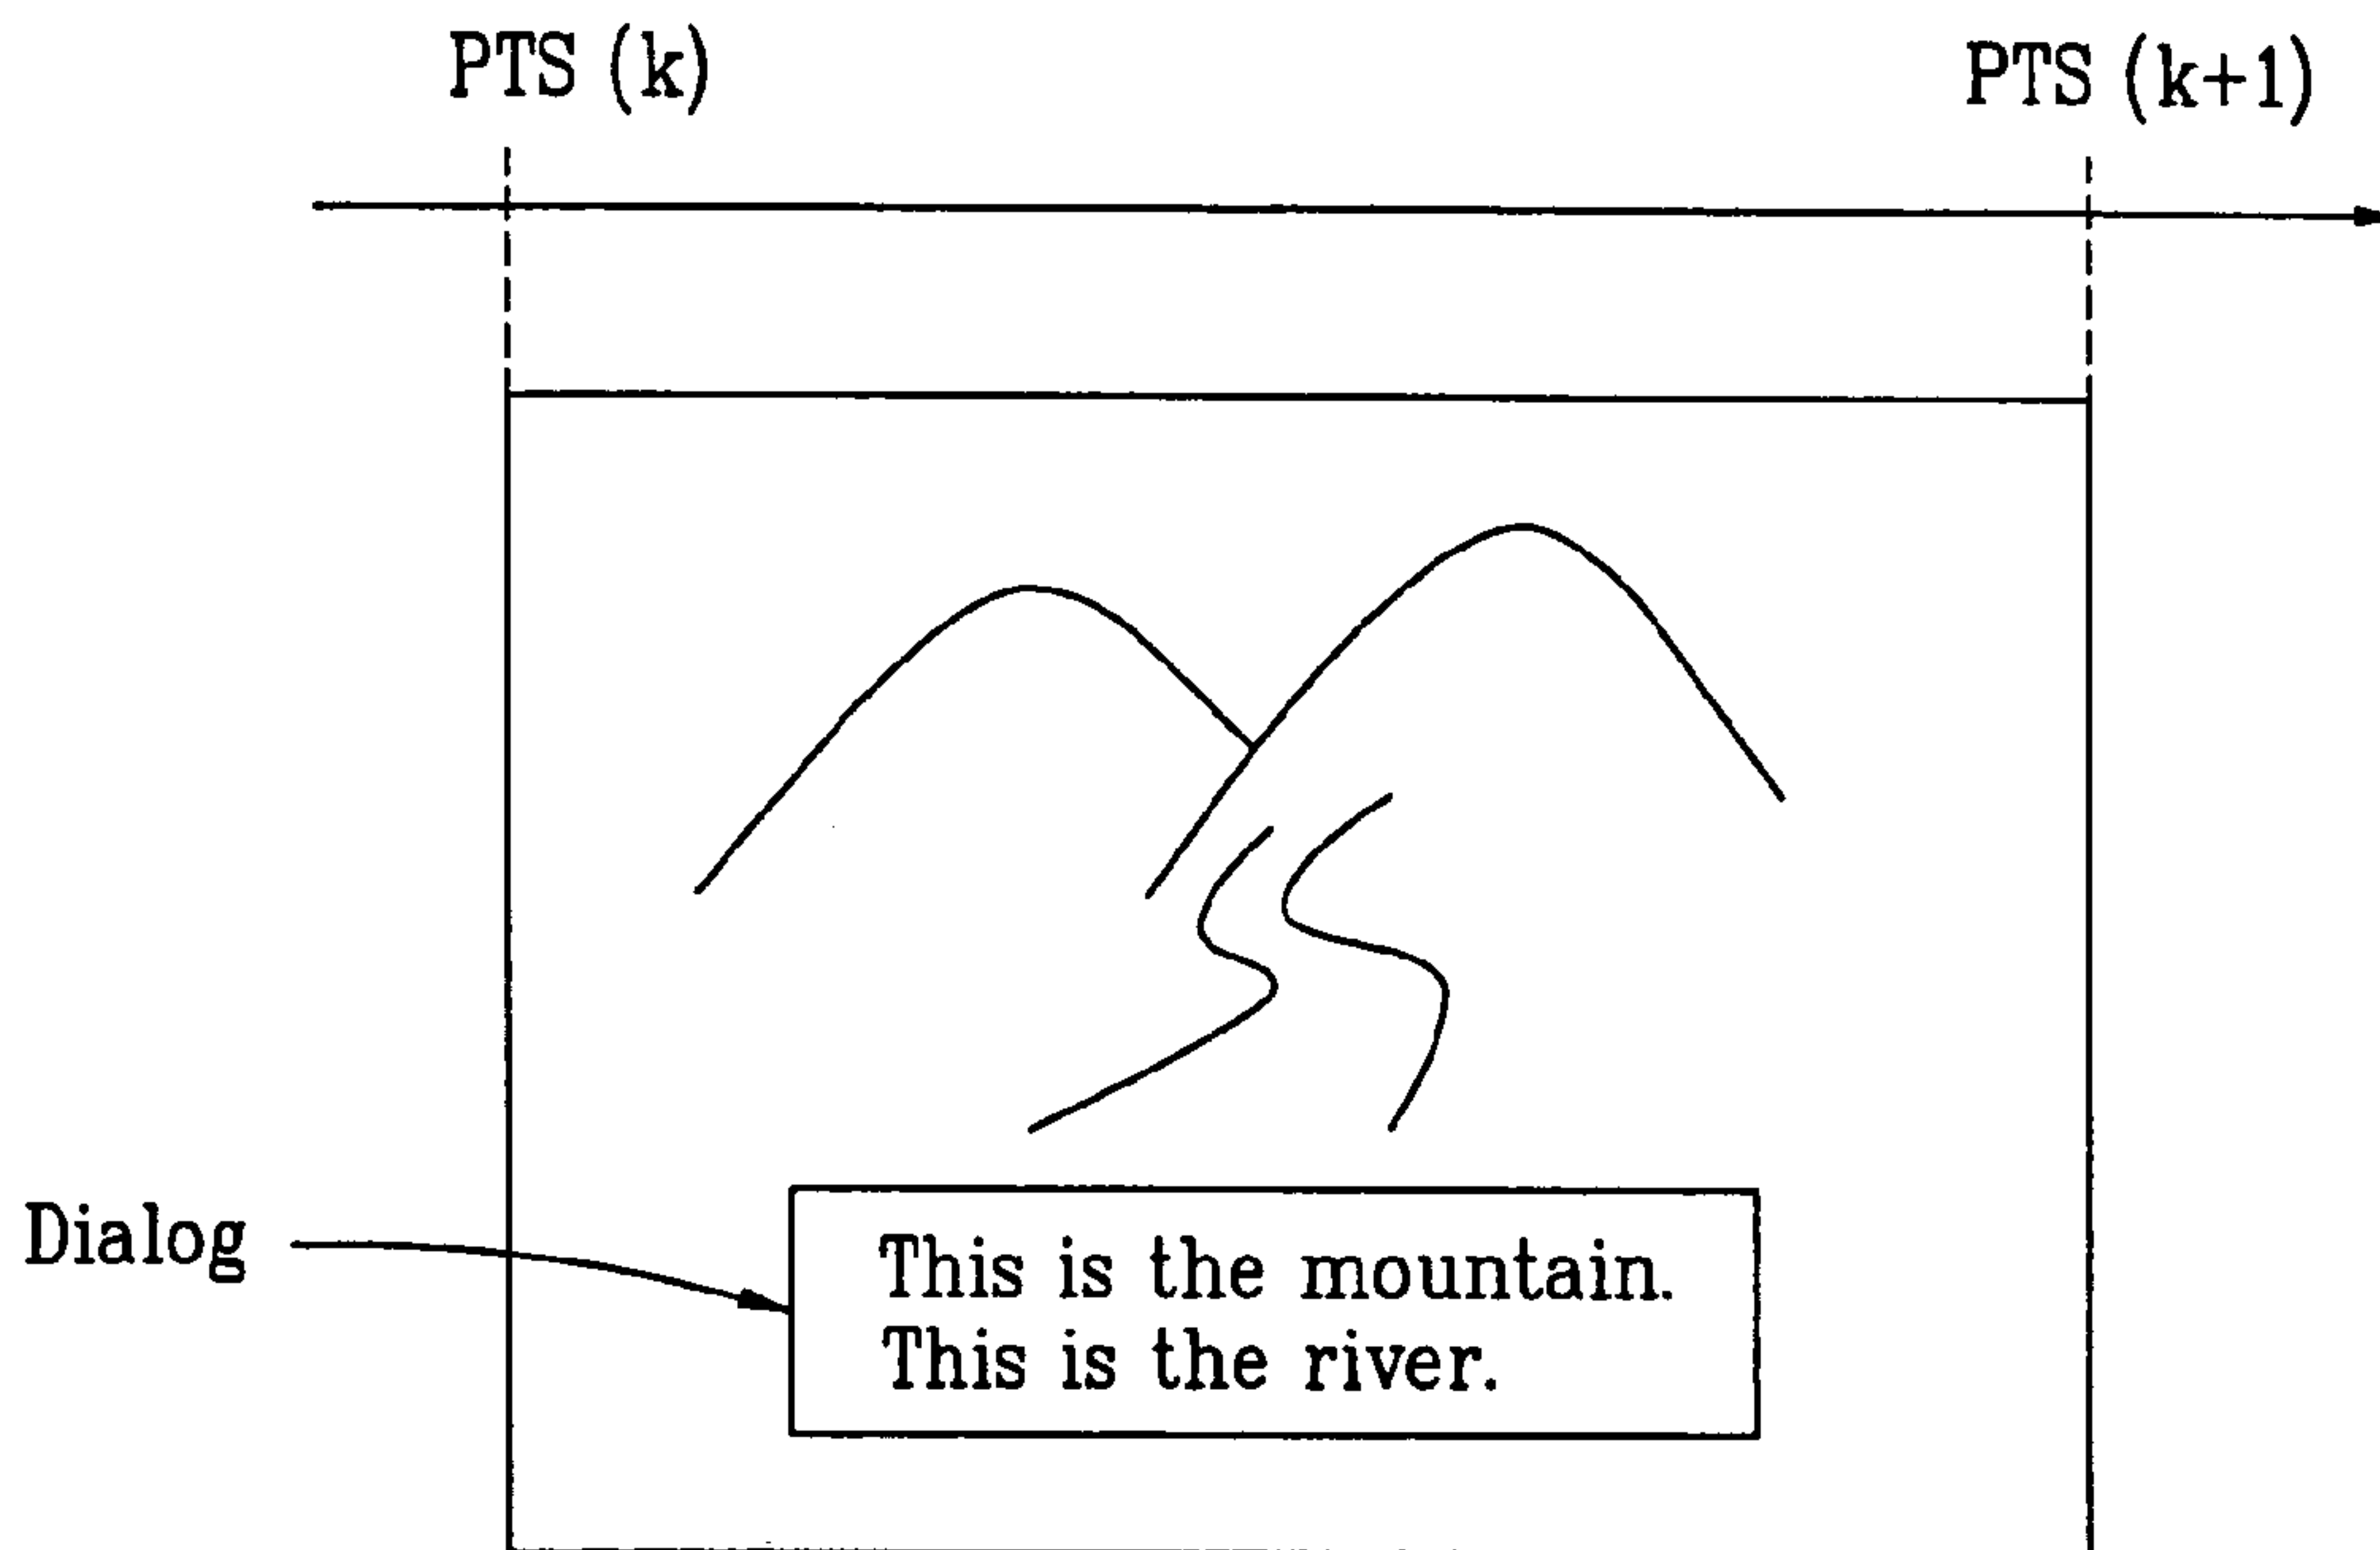 PTS (k)
PTS (k+1)
Dialog
This is the mountain.
This is the river.